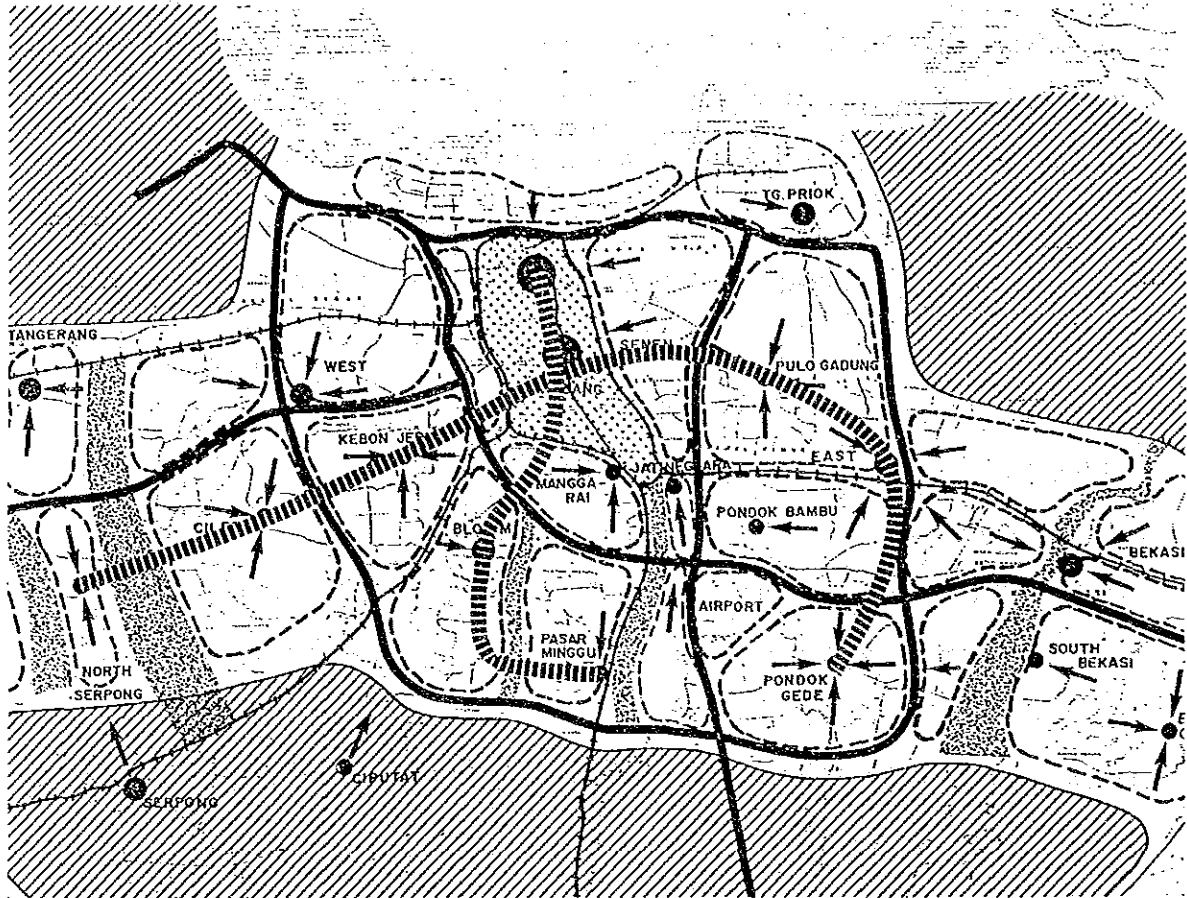 TG. PRIOK
TANGERANG
WEST
SENEN
PULO GADUNG
KEBON JE
EAST
MANGGA
RAI
JATINEGARA
PONDOK BAMBU
BLO M
BEKASI
AIRPORT
PASAR
MINGGU
SOUTH
BEKASI
NORTH
SERPONG
PONDOK
GEDE
CIPUTAT
SERPONG